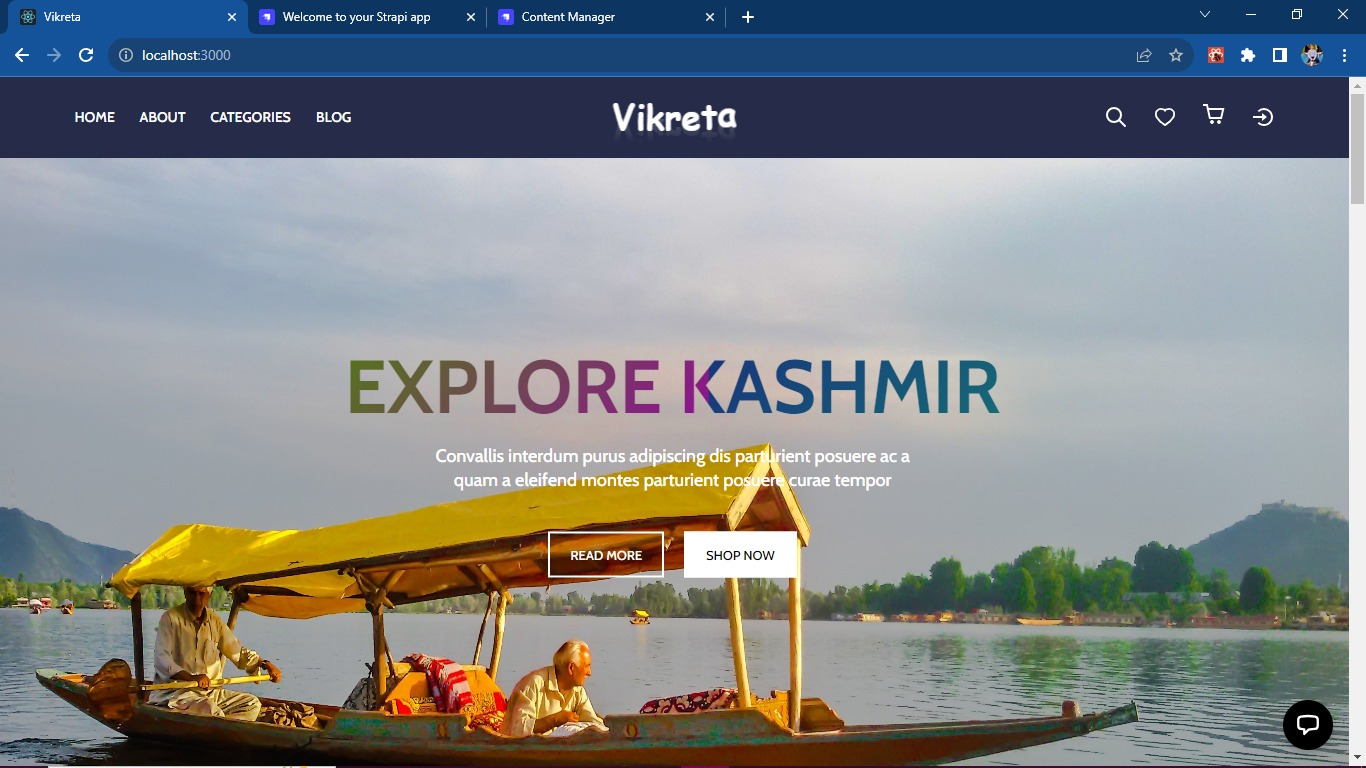 Vikreta
Welcome to your Strapi app
Content Manager
localhost:3000
HOME ABOUT CATEGORIES BLOG
Vikreta
EXPLORE KASHMIR
Convallis interdum purus adipiscing dis parturient posuere ac a
quam a eleifend montes parturient posuere curae tempor
READ MORE
SHOP NOW